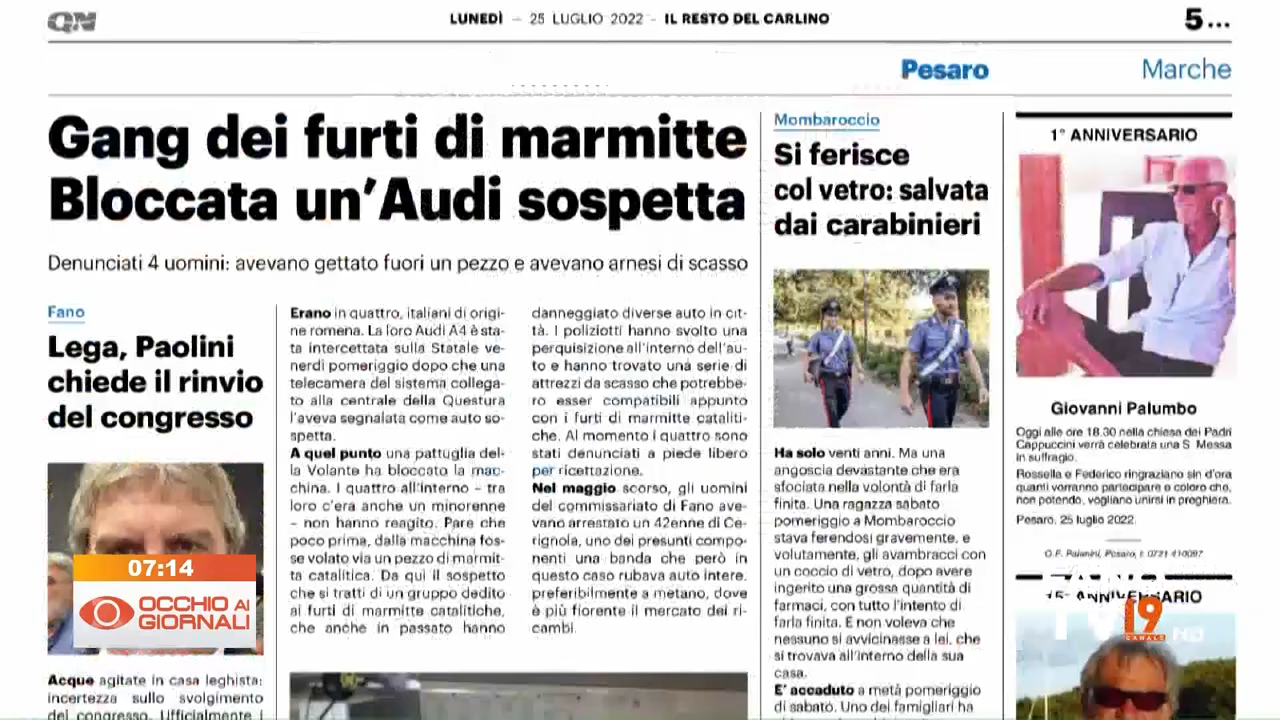 QN
LUNEDÌ — 25 LUGLIO 2022 – IL RESTO DEL CARLINO
5...
Pesaro
Marche
Gang dei furti di marmitte
Bloccata un'Audi sospetta
Denunciati 4 uomini: avevano gettato fuori un pezzo e avevano arnesi di scasso
Fano
Lega, Paolini
chiede il rinvio
del congresso
07:14
OCCHIO AI
GIORNALI
Acque agitate in casa leghista:
incertezza sullo svolgimento
del congresso. Ufficialmente i
Erano in quattro, italiani di origi-
ne romena. La loro Audi A4 è sta-
ta intercettata sulla Statale ve-
nerdì pomeriggio dopo che una
telecamera del sistema collega-
to alla centrale della Questura
l'aveva segnalata come auto so-
spetta.
A quel punto una pattuglia del-
la Volante ha bloccato la mac-
china. I quattro all'interno – tra
loro c'era anche un minorenne
– non hanno reagito. Pare che
poco prima, dalla macchina fos-
se volato via un pezzo di marmit-
ta catalitica. Da qui il sospetto
che si tratti di un gruppo dedito
ai furti di marmitte catalitiche,
che anche in passato hanno
danneggiato diverse auto in cit-
tà. I poliziotti hanno svolto una
perquisizione all'interno dell'au-
to e hanno trovato una serie di
attrezzi da scasso che potrebbe-
ro esser compatibili appunto
con i furti di marmitte cataliti-
che. Al momento i quattro sono
stati denunciati a piede libero
per ricettazione.
Nel maggio scorso, gli uomini
del commissariato di Fano ave-
vano arrestato un 42enne di Ce-
rignola, uno dei presunti compo-
nenti una banda che però in
questo caso rubava auto intere,
preferibilmente a metano, dove
è più fiorente il mercato dei ri-
cambi.
Mombaroccio
Si ferisce
col vetro: salvata
dai carabinieri
Ha solo venti anni. Ma una
angoscia devastante che era
sfociata nella volontà di farla
finita. Una ragazza sabato
pomeriggio a Mombaroccio
stava ferendosi gravemente, e
volutamente, gli avambracci con
un coccio di vetro, dopo avere
ingerito una grossa quantità di
farmaci, con tutto l'intento di
farla finita. E non voleva che
nessuno si avvicinasse a lei, che
si trovava all'interno della sua
casa.
E' accaduto a metà pomeriggio
di sabato. Uno dei famigliari ha
1° ANNIVERSARIO
Giovanni Palumbo
Oggi alle ore 18.30 nella chiesa dei Padri
Cappuccini verrà celebrata una S. Messa
in suffragio.
Rossella e Federico ringraziano sin d'ora
quanti vorranno partecipare e coloro che,
non potendo, vogliano unirsi in preghiera.
Pesaro, 25 luglio 2022.
O.F. Palanini, Pesaro, t. 0721 410097
15° ANNIVERSARIO
FANO
TV 19
CANALE
HD